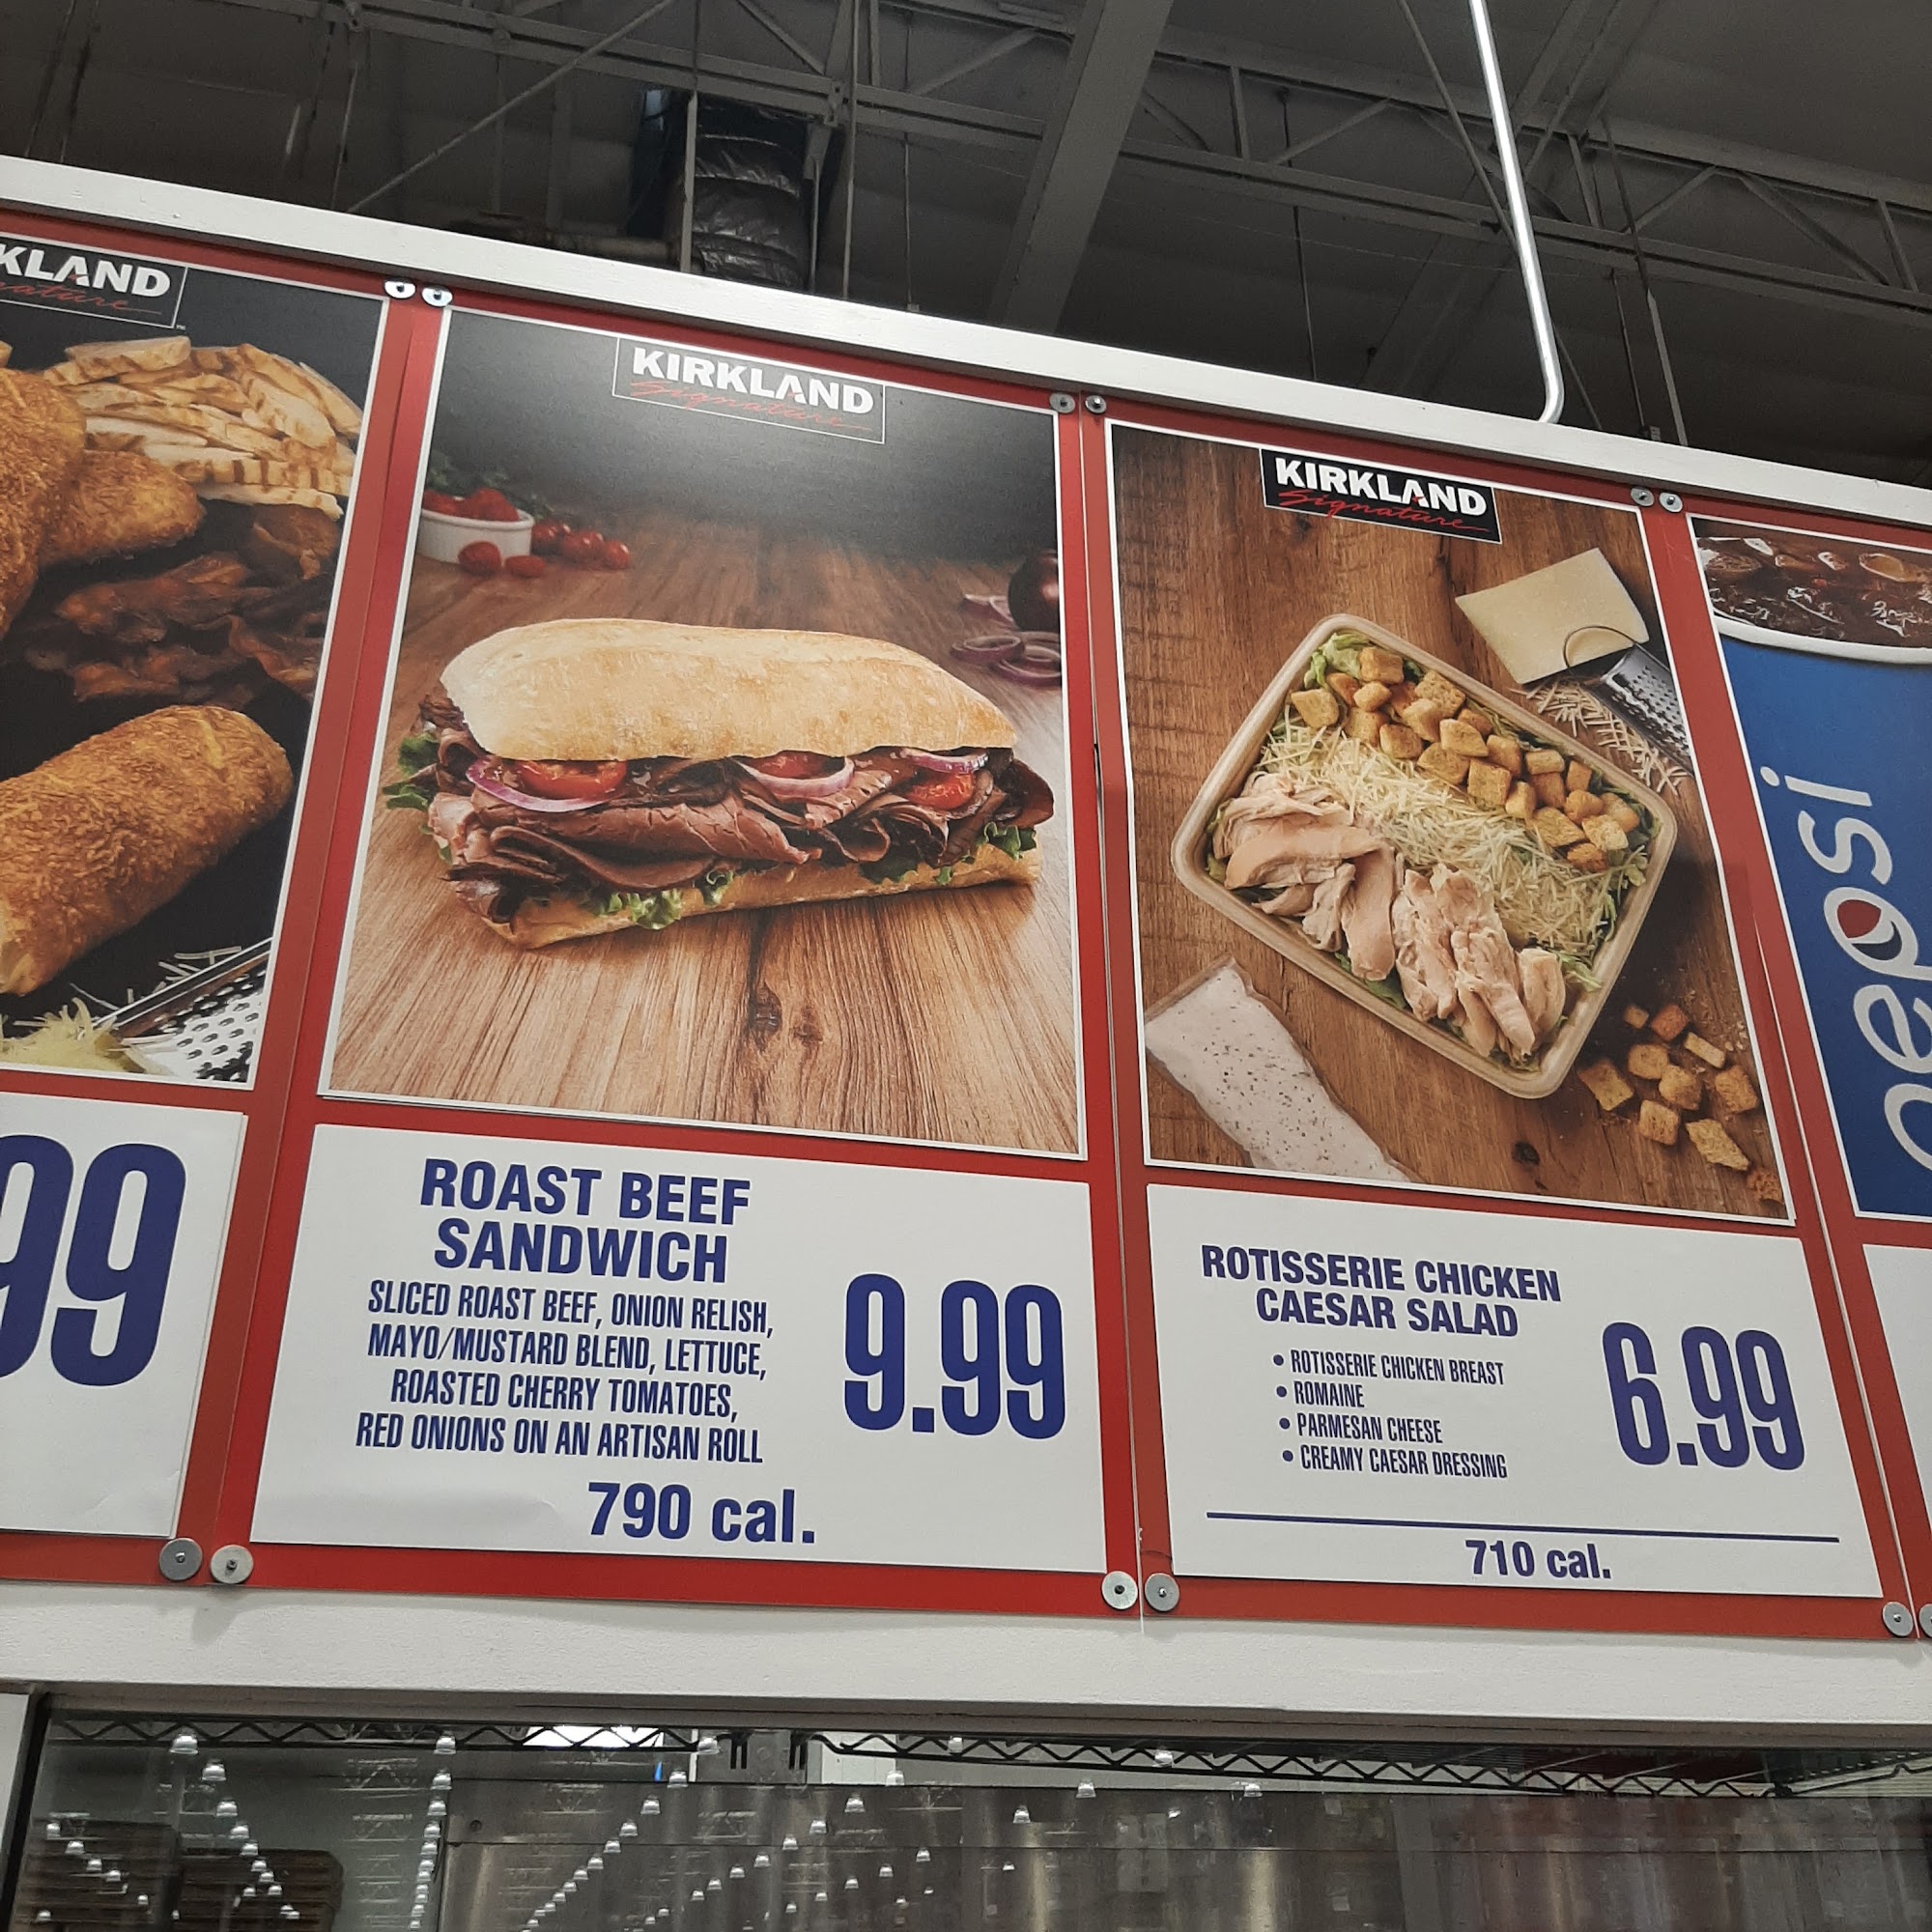 KIRKLAND
Signature
KIRKLAND
Signature
pepsi
99
ROAST BEEF
SANDWICH
SLICED ROAST BEEF, ONION RELISH,
MAYO/MUSTARD BLEND, LETTUCE,
ROASTED CHERRY TOMATOES,
RED ONIONS ON AN ARTISAN ROLL
9.99
790 cal.
ROTISSERIE CHICKEN
CAESAR SALAD
• ROTISSERIE CHICKEN BREAST
• ROMAINE
• PARMESAN CHEESE
• CREAMY CAESAR DRESSING
6.99
710 cal.